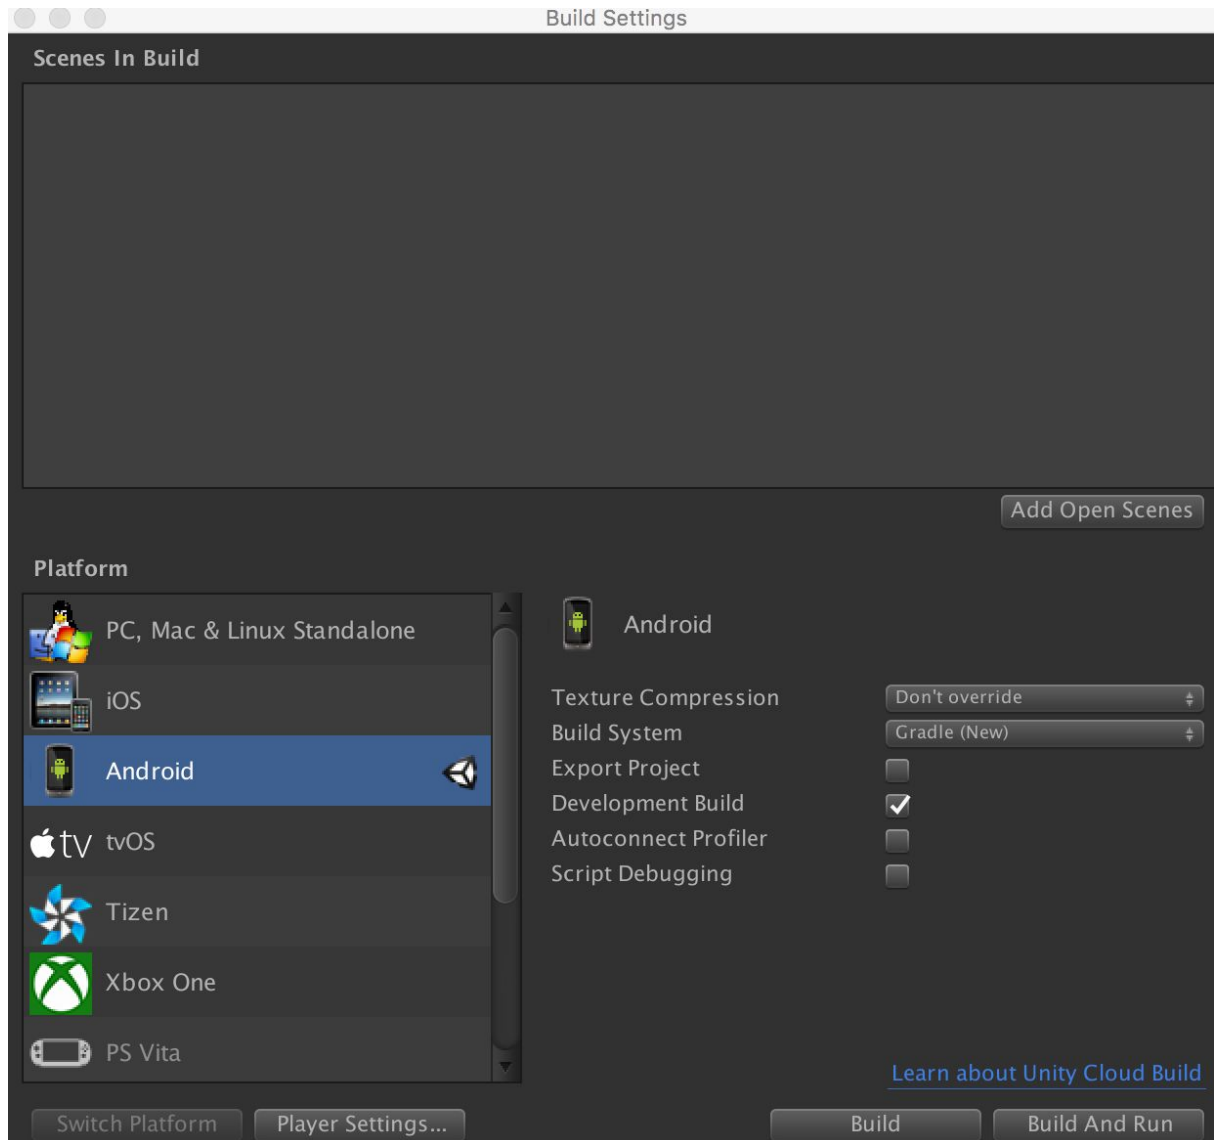 Build Settings
Scenes In Build
Add Open Scenes
Platform
PC, Mac & Linux Standalone
iOS
Android
tv tvOS
Tizen
Xbox One
PS Vita
Android
Texture Compression Don't override
Build System Gradle (New)
Export Project
Development Build
Autoconnect Profiler
Script Debugging
Learn about Unity Cloud Build
Switch Platform Player Settings... Build Build And Run